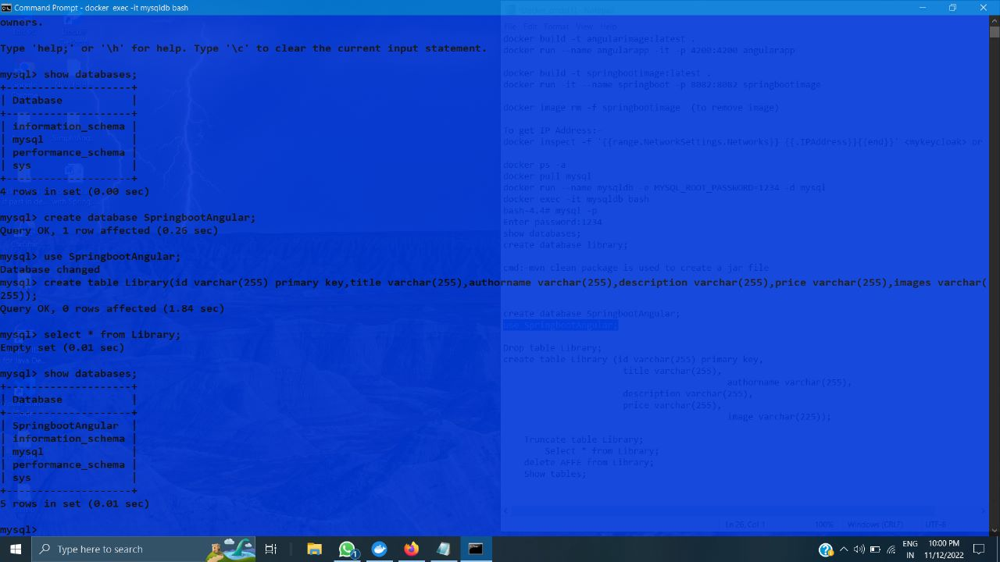 Command Prompt - docker exec -it mysqldb bash
owners.
Type 'help;' or '\h' for help. Type '\c' to clear the current input statement.
mysql> show databases;
+--------------------+
| Database           |
+--------------------+
| information_schema |
| mysql              |
| performance_schema |
| sys                |
+--------------------+
4 rows in set (0.00 sec)
mysql> create database SpringbootAngular;
Query OK, 1 row affected (0.26 sec)
mysql> use SpringbootAngular;
Database changed
mysql> create table Library(id varchar(255) primary key,title varchar(255),authorname varchar(255),description varchar(255),price varchar(255),images varchar(
255));
Query OK, 0 rows affected (1.84 sec)
mysql> select * from Library;
Empty set (0.01 sec)
mysql> show databases;
+--------------------+
| Database           |
+--------------------+
| SpringbootAngular  |
| information_schema |
| mysql              |
| performance_schema |
| sys                |
+--------------------+
5 rows in set (0.01 sec)
mysql>
File Edit Format View Help
docker build -t angularimage:latest .
docker run --name angularapp -it -p 4200:4200 angularapp
docker build -t springbootimage:latest .
docker run -it --name springboot -p 8082:8082 springbootimage
docker image rm -f springbootimage  (to remove image)
To get IP Address:-
docker inspect -f '{{range.NetworkSettings.Networks}} {{.IPAddress}}{{end}}' <mykeycloak> or
docker ps -a
docker pull mysql
docker run --name mysqldb -e MYSQL_ROOT_PASSWORD=1234 -d mysql
docker exec -it mysqldb bash
bash-4.4# mysql -p
Enter password:1234
show databases;
create database library;
cmd:-mvn clean package is used to create a jar file
create database SpringbootAngular;
use SpringbootAngular;
Drop table Library;
create table Library (id varchar(255) primary key,
title varchar(255),
authorname varchar(255),
description varchar(255),
price varchar(255),
image varchar(225));
Truncate table Library;
Select * from Library;
delete AFFE from Library;
Show tables;
Ln 26, Col 1
100%
Windows (CRLF)
UTF-8
Type here to search
1
ENG
IN
10:00 PM
11/12/2022